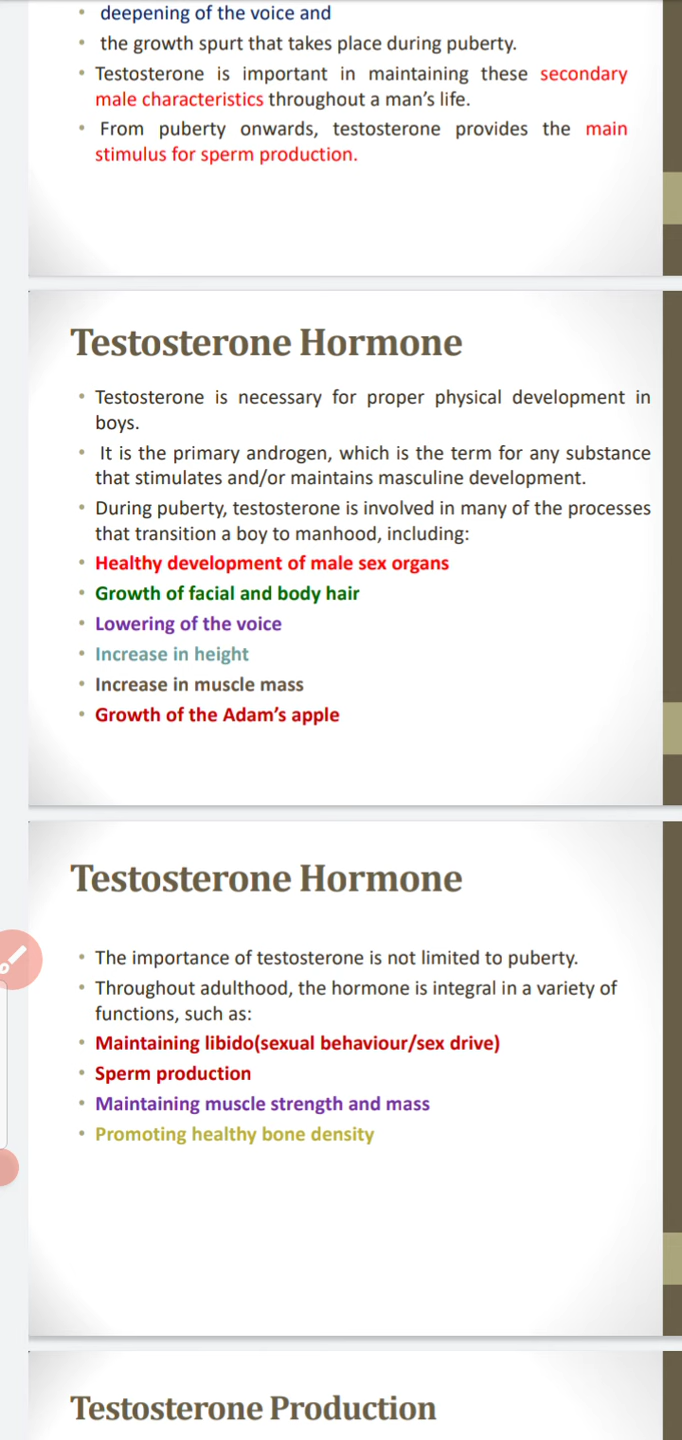 • deepening of the voice and
• the growth spurt that takes place during puberty.
• Testosterone is important in maintaining these secondary
male characteristics throughout a man's life.
• From puberty onwards, testosterone provides the main
stimulus for sperm production.
Testosterone Hormone
• Testosterone is necessary for proper physical development in
boys.
• It is the primary androgen, which is the term for any substance
that stimulates and/or maintains masculine development.
• During puberty, testosterone is involved in many of the processes
that transition a boy to manhood, including:
• Healthy development of male sex organs
• Growth of facial and body hair
• Lowering of the voice
• Increase in height
• Increase in muscle mass
• Growth of the Adam's apple
Testosterone Hormone
• The importance of testosterone is not limited to puberty.
• Throughout adulthood, the hormone is integral in a variety of
functions, such as:
• Maintaining libido(sexual behaviour/sex drive)
• Sperm production
• Maintaining muscle strength and mass
• Promoting healthy bone density
Testosterone Production